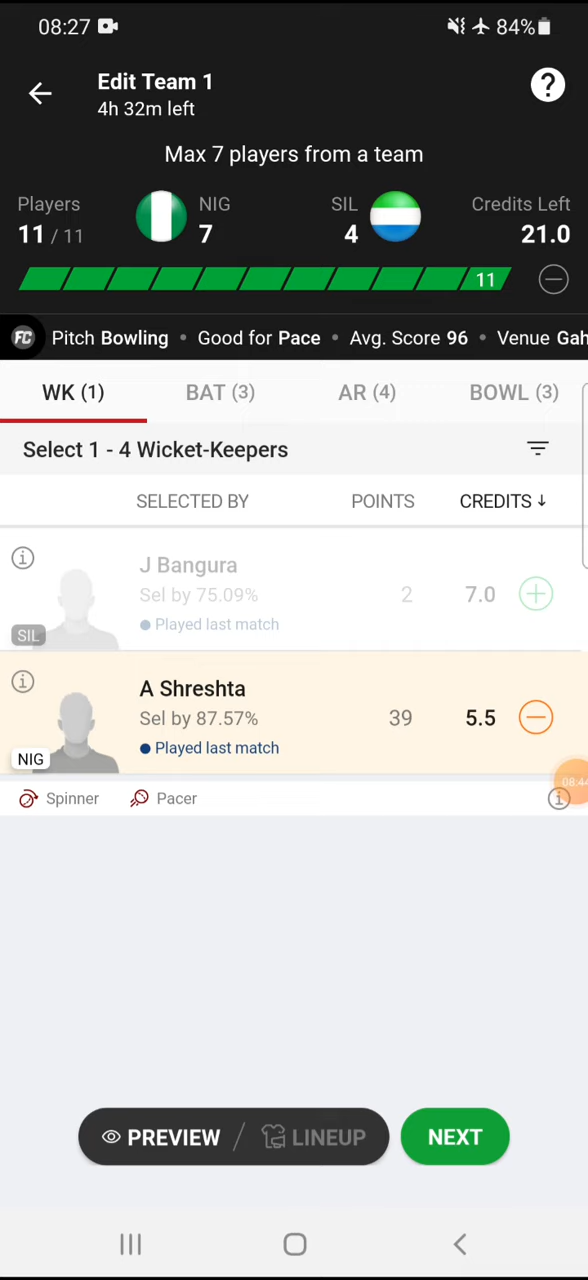 08:27
84%
Edit Team 1
4h 32m left
?
Max 7 players from a team
Players
11 / 11
NIG
7
SIL
4
Credits Left
21.0
11
FC Pitch Bowling • Good for Pace • Avg. Score 96 • Venue Gah
WK (1)
BAT (3)
AR (4)
BOWL (3)
Select 1 - 4 Wicket-Keepers
SELECTED BY
POINTS
CREDITS ↓
J Bangura
Sel by 75.09%
2
7.0
Played last match
SIL
A Shreshta
Sel by 87.57%
39
5.5
Played last match
NIG
08:44
Spinner
Pacer
PREVIEW / LINEUP
NEXT